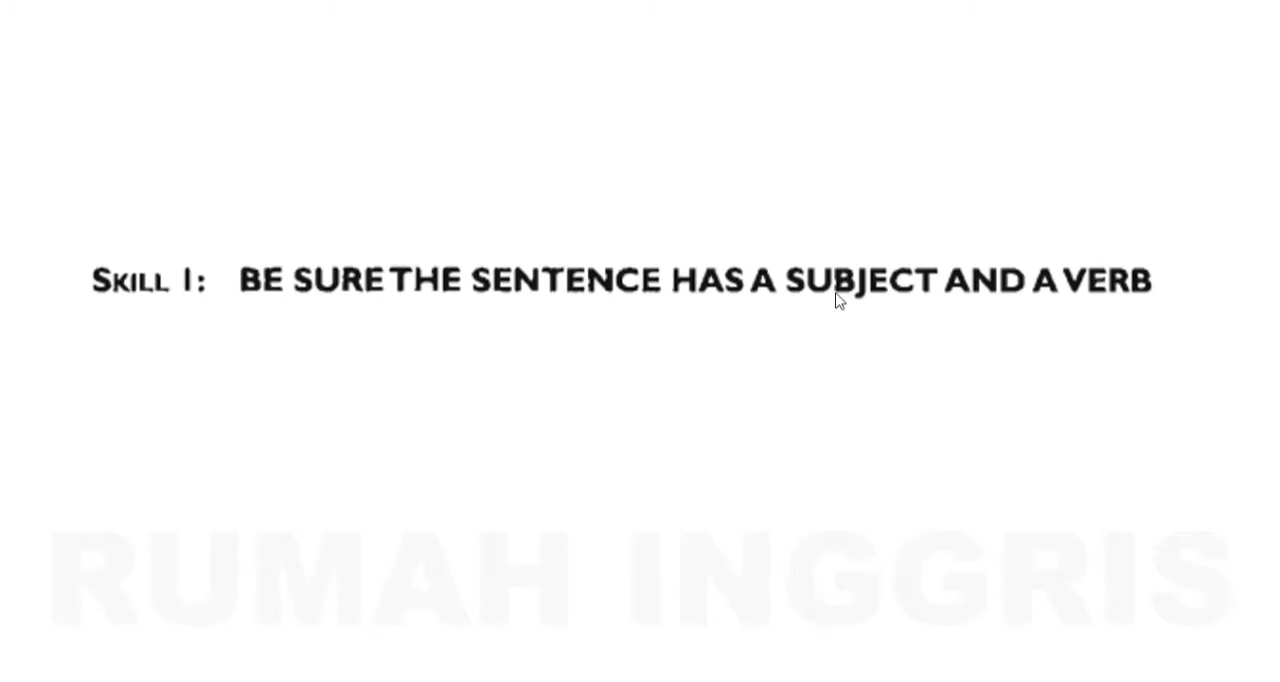 SKILL 1: BE SURE THE SENTENCE HAS A SUBJECT AND A VERB
RUMAH INGGRIS